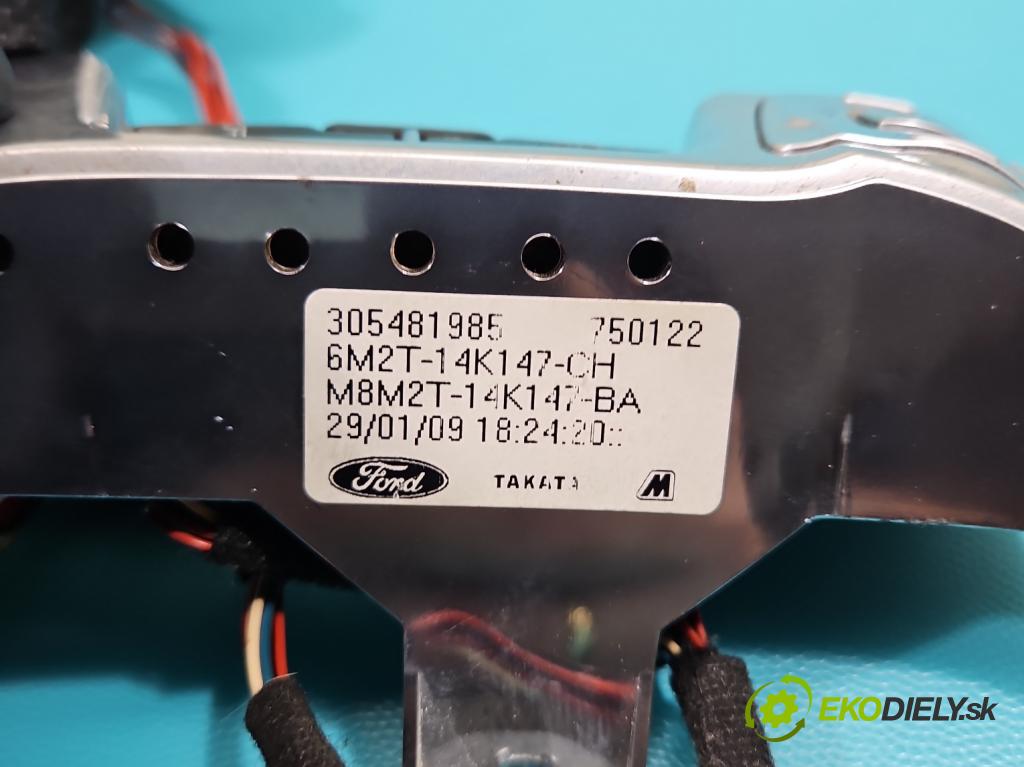 305481985 750122
6M2T-14K147-CH
M8M2T-14K147-BA
29/01/09 18:24:20::
Ford TAKATA M
EKODIELY.sk